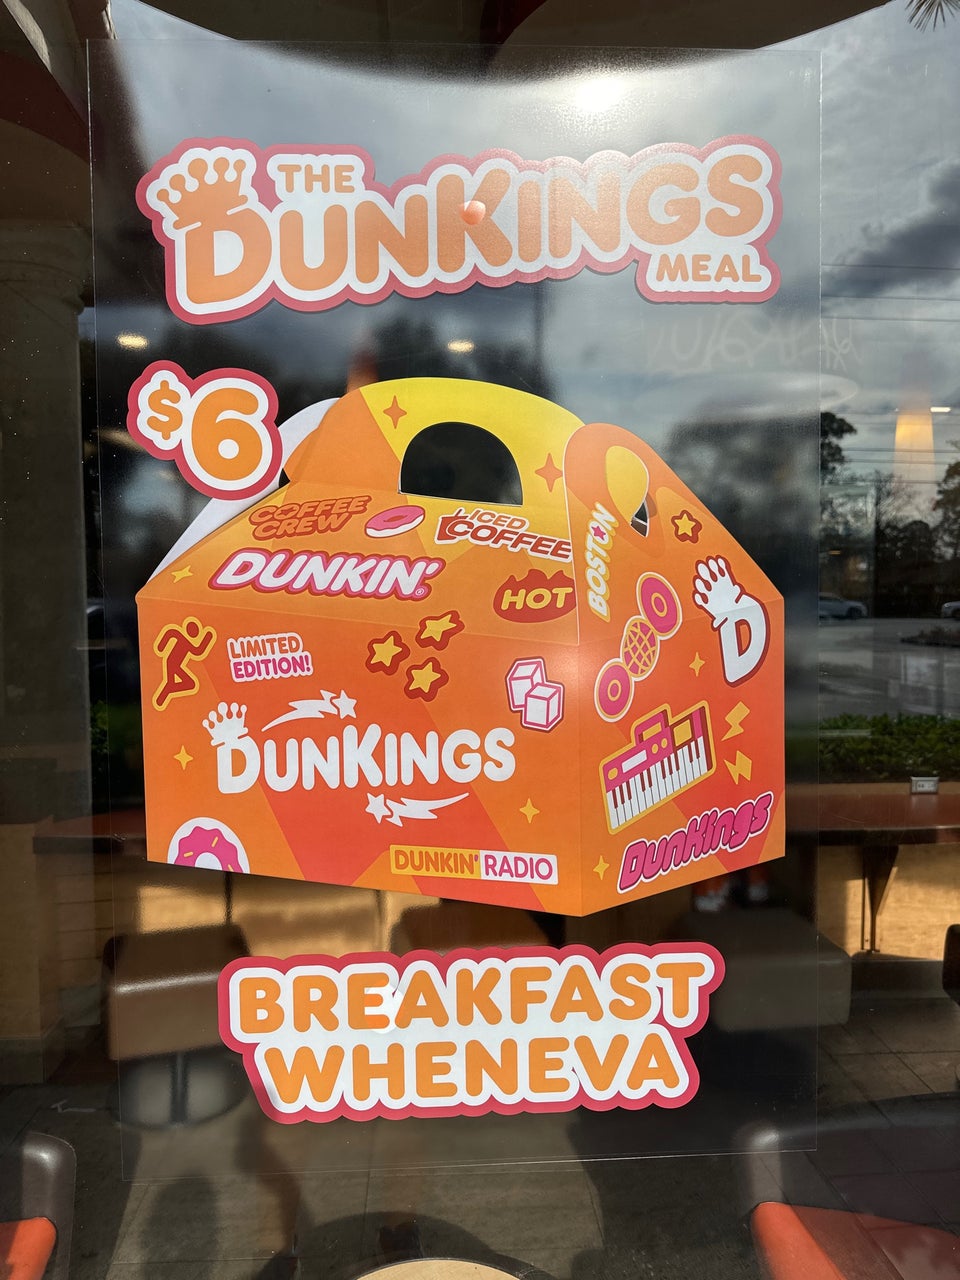 THE
DUNKINGS
MEAL
$6
COFFEE
CREW
ICED
COFFEE
DUNKIN'®
HOT
BOSTON
D
LIMITED
EDITION!
DUNKINGS
DUNKIN' RADIO
DunKings
BREAKFAST
WHENEVA